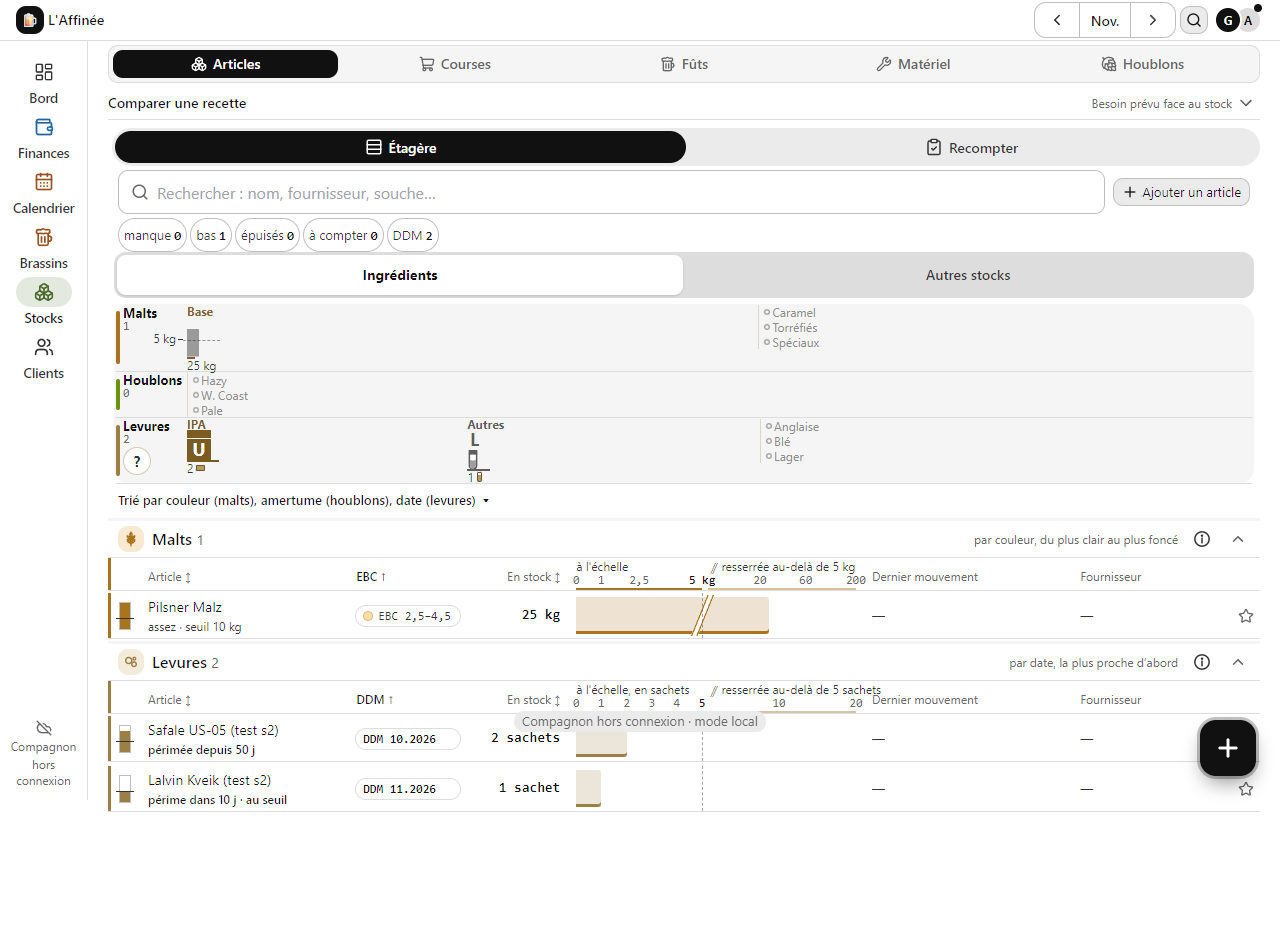 L'Affinée
Nov.
G
A
Bord
Finances
Calendrier
Brassins
Stocks
Clients
Compagnon
hors
connexion
Articles
Courses
Fûts
Matériel
Houblons
Comparer une recette
Besoin prévu face au stock
Étagère
Recompter
Rechercher : nom, fournisseur, souche...
Ajouter un article
manque 0
bas 1
épuisés 0
à compter 0
DDM 2
Ingrédients
Autres stocks
Malts
1
Base
5 kg
25 kg
Caramel
Torréfiés
Spéciaux
Houblons
0
Hazy
W. Coast
Pale
Levures
2
?
IPA
U
2
Autres
L
1
Anglaise
Blé
Lager
Trié par couleur (malts), amertume (houblons), date (levures)
Malts 1
par couleur, du plus clair au plus foncé
Article ↕
EBC ↑
En stock ↕
à l'échelle
// resserrée au-delà de 5 kg
0 1 2,5 5 kg 20 60 200
Dernier mouvement
Fournisseur
Pilsner Malz
assez · seuil 10 kg
EBC 2,5–4,5
25 kg
—
—
Levures 2
par date, la plus proche d'abord
Article ↕
DDM ↑
En stock ↕
à l'échelle, en sachets
// resserrée au-delà de 5 sachets
0 1 2 3 4 5 10 20
Dernier mouvement
Fournisseur
Compagnon hors connexion · mode local
Safale US-05 (test s2)
périmée depuis 50 j
DDM 10.2026
2 sachets
—
—
Lalvin Kveik (test s2)
périme dans 10 j · au seuil
DDM 11.2026
1 sachet
—
—